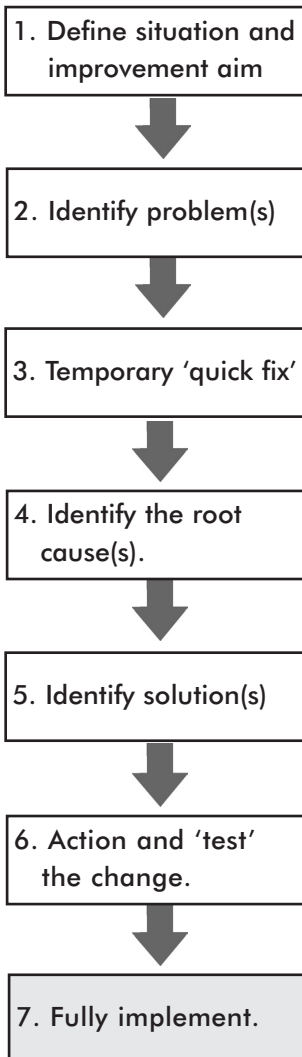 1. Define situation and
improvement aim
2. Identify problem(s)
3. Temporary ‘quick fix’
4. Identify the root
cause(s).
5. Identify solution(s)
6. Action and ‘test’
the change.
7. Fully implement.